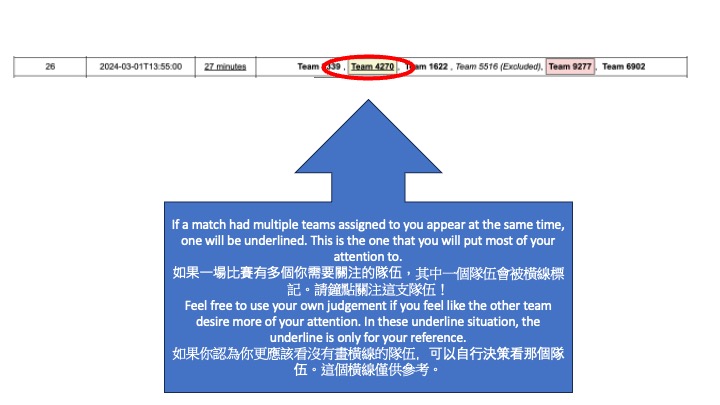 26 2024-03-01T13:55:00 27 minutes Team 339 , Team 4270 , Team 1622 , Team 5516 (Excluded), Team 9277 , Team 6902
If a match had multiple teams assigned to you appear at the same time,
one will be underlined. This is the one that you will put most of your
attention to.
如果一場比賽有多個你需要關注的隊伍，其中一個隊伍會被橫線標
記。請鐘點關注這支隊伍！
Feel free to use your own judgement if you feel like the other team
desire more of your attention. In these underline situation, the
underline is only for your reference.
如果你認為你更應該看沒有畫橫線的隊伍，可以自行決策看那個隊
伍。這個橫線僅供參考。